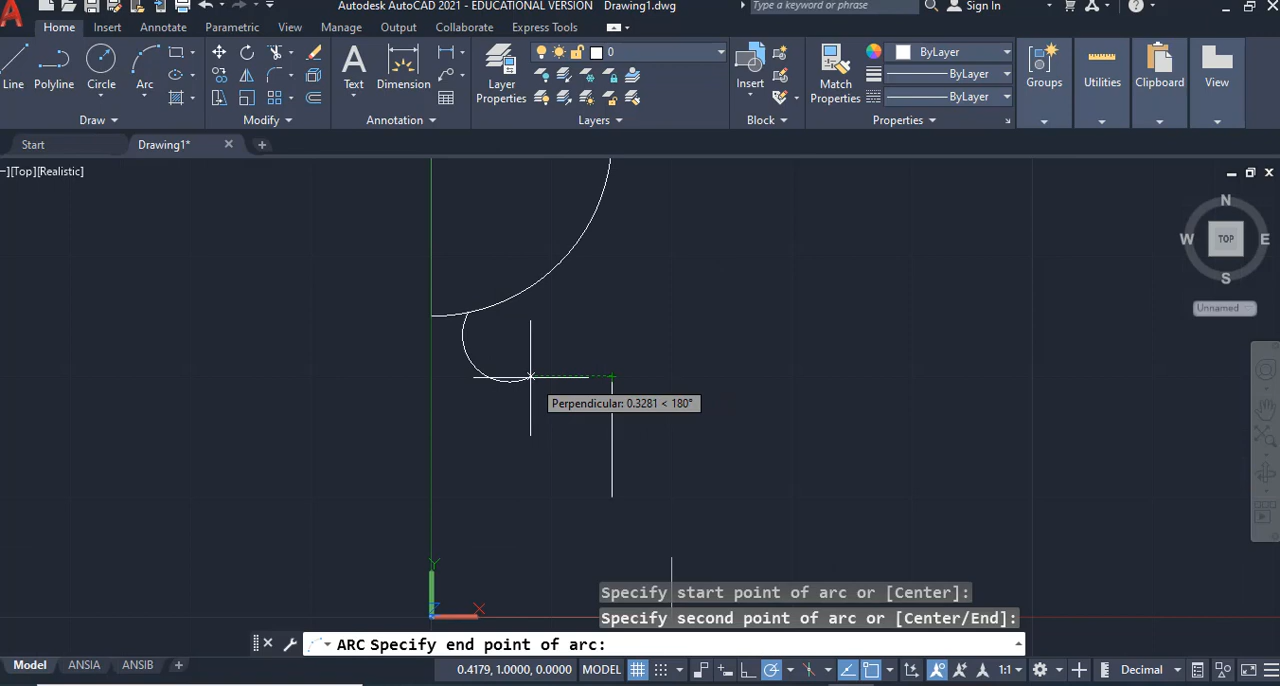 Autodesk AutoCAD 2021 - EDUCATIONAL VERSION Drawing1.dwg Type a keyword or phrase Sign In
Home Insert Annotate Parametric View Manage Output Collaborate Express Tools
0
ByLayer
ByLayer
ByLayer
Line Polyline Circle Arc
Text Dimension
Layer Properties
Insert
Match Properties
Groups Utilities Clipboard View
Draw Modify Annotation Layers Block Properties
Start Drawing1*
[Top][Realistic]
N
W TOP E
S
Unnamed
Perpendicular: 0.3281 < 180°
Y
X
Z
Specify start point of arc or [Center]:
Specify second point of arc or [Center/End]:
ARC Specify end point of arc:
Model ANSIA ANSIB + 0.4179, 1.0000, 0.0000 MODEL 1:1 Decimal